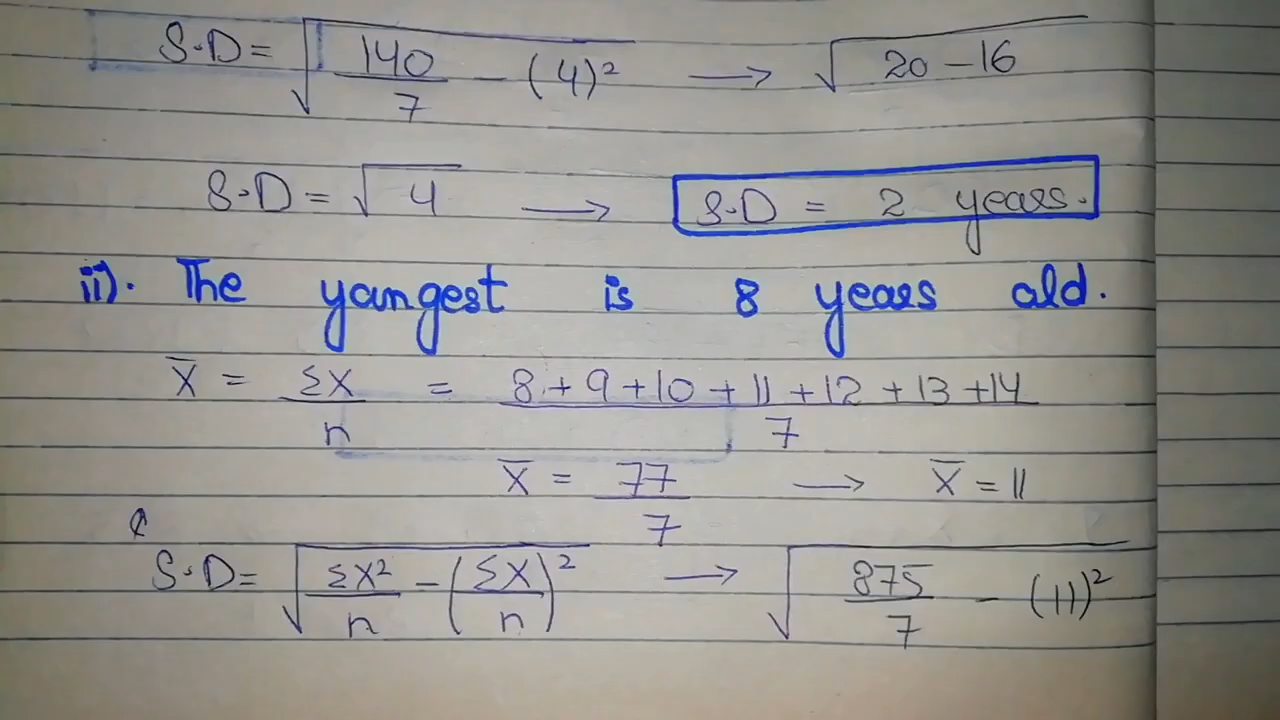 S.D = √ 140/7 - (4)² → √ 20 - 16
S.D = √ 4 → S.D = 2 years.
ii). The yangest is 8 years ald.
X̄ = ΣX/n = 8 + 9 + 10 + 11 + 12 + 13 + 14 / 7
X̄ = 77/7 → X̄ = 11
S.D = √ ΣX²/n - (ΣX/n)² → √ 875/7 - (11)²